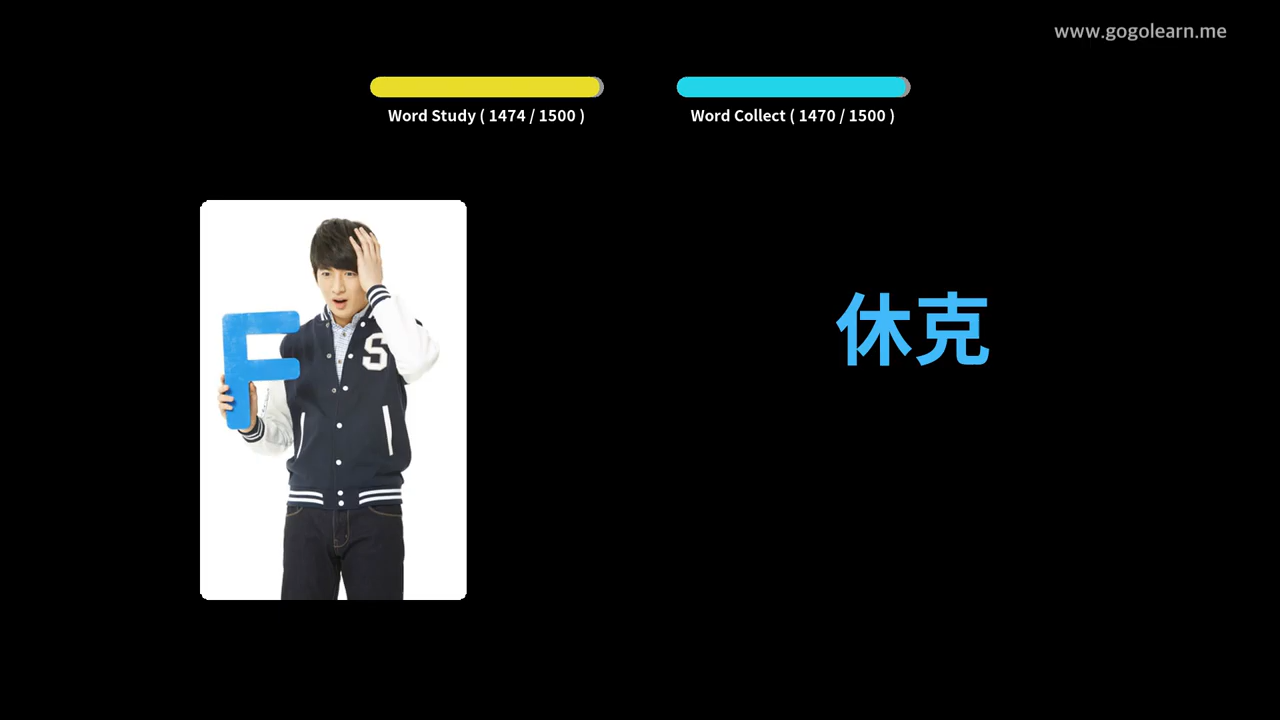 www.gogolearn.me
Word Study ( 1474 / 1500 )
Word Collect ( 1470 / 1500 )
F
S
休克